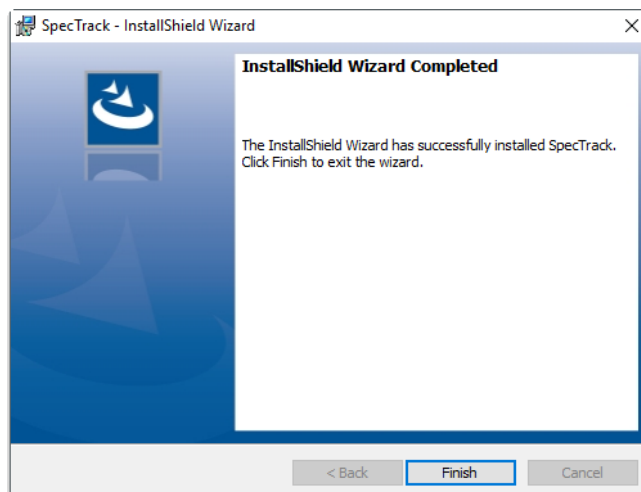 SpecTrack - InstallShield Wizard
InstallShield Wizard Completed
The InstallShield Wizard has successfully installed SpecTrack.
Click Finish to exit the wizard.
< Back
Finish
Cancel